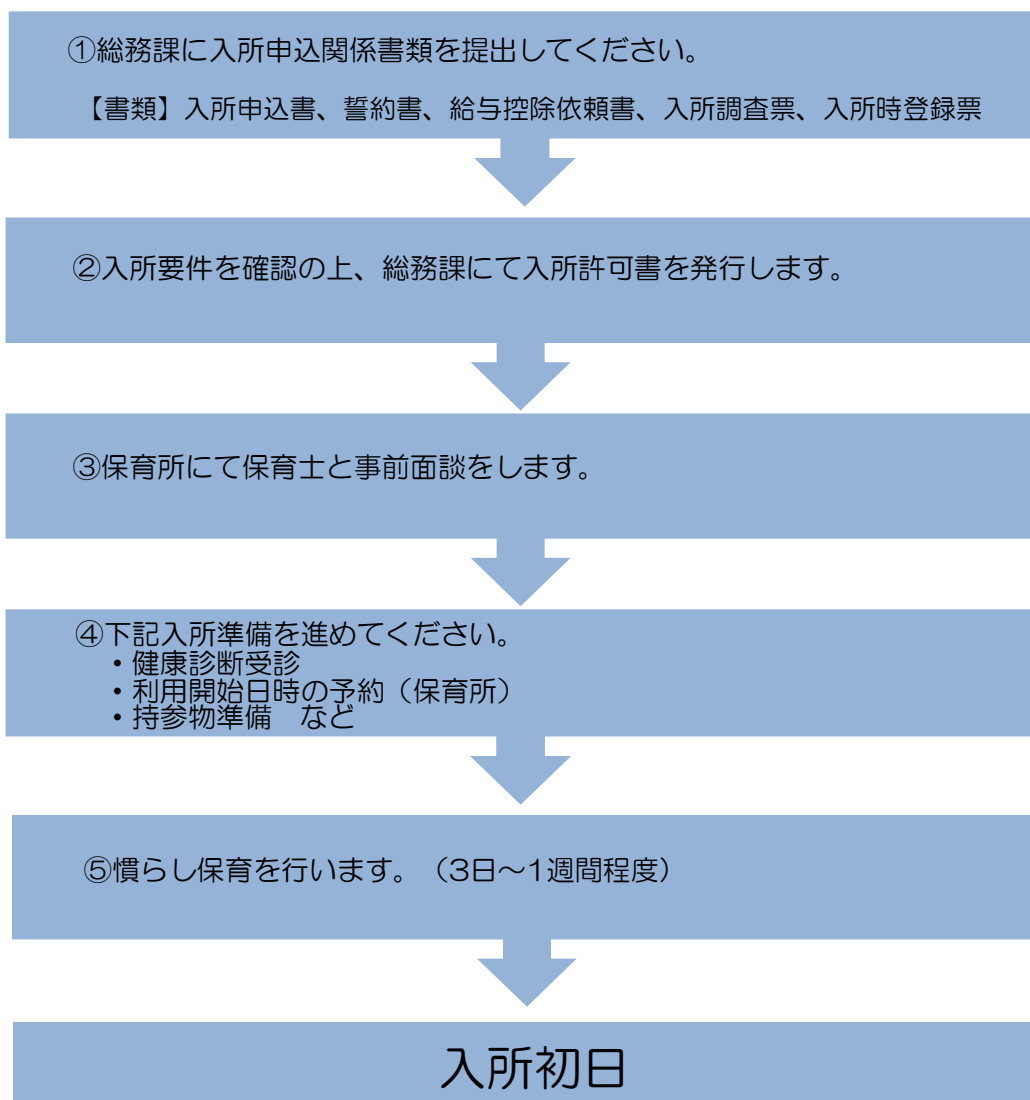 ①総務課に入所申込関係書類を提出してください。
【書類】入所申込書、誓約書、給与控除依頼書、入所調査票、入所時登録票
②入所要件を確認の上、総務課にて入所許可書を発行します。
③保育所にて保育士と事前面談をします。
④下記入所準備を進めてください。
・健康診断受診
・利用開始日時の予約（保育所）
・持参物準備　など
⑤慣らし保育を行います。（3日～1週間程度）
入所初日